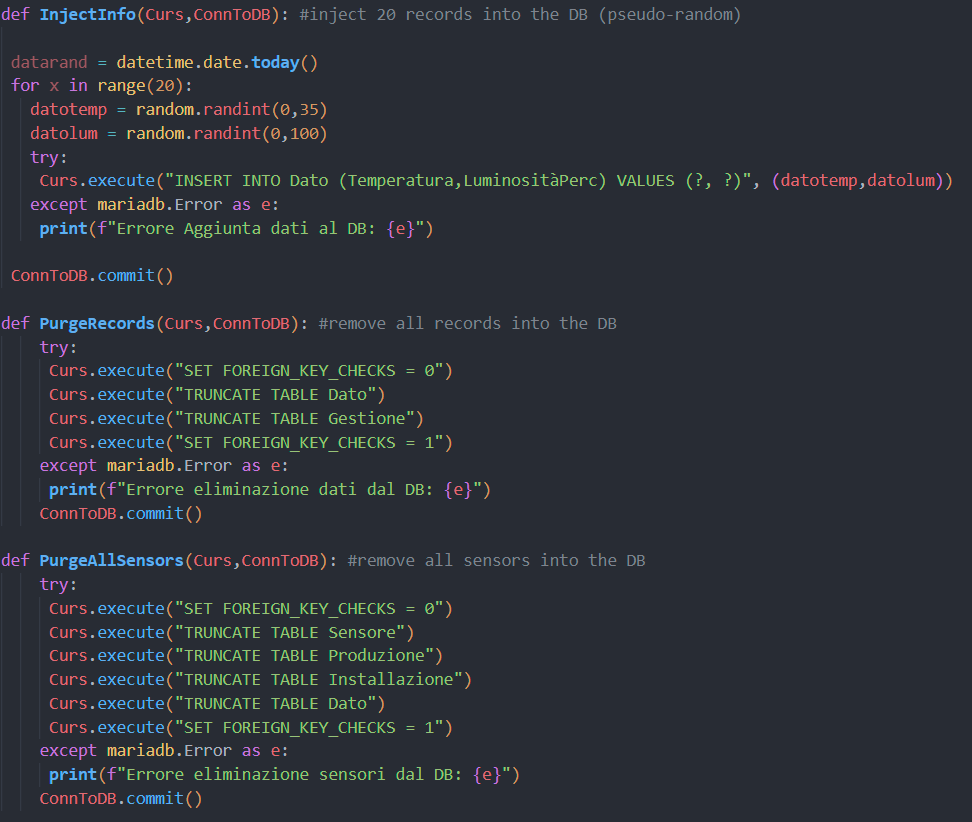 def InjectInfo(Curs,ConnToDB): #inject 20 records into the DB (pseudo-random)
datarand = datetime.date.today()
for x in range(20):
datotemp = random.randint(0,35)
datolum = random.randint(0,100)
try:
Curs.execute("INSERT INTO Dato (Temperatura,LuminositàPerc) VALUES (?, ?)", (datotemp,datolum))
except mariadb.Error as e:
print(f"Errore Aggiunta dati al DB: {e}")
ConnToDB.commit()
def PurgeRecords(Curs,ConnToDB): #remove all records into the DB
try:
Curs.execute("SET FOREIGN_KEY_CHECKS = 0")
Curs.execute("TRUNCATE TABLE Dato")
Curs.execute("TRUNCATE TABLE Gestione")
Curs.execute("SET FOREIGN_KEY_CHECKS = 1")
except mariadb.Error as e:
print(f"Errore eliminazione dati dal DB: {e}")
ConnToDB.commit()
def PurgeAllSensors(Curs,ConnToDB): #remove all sensors into the DB
try:
Curs.execute("SET FOREIGN_KEY_CHECKS = 0")
Curs.execute("TRUNCATE TABLE Sensore")
Curs.execute("TRUNCATE TABLE Produzione")
Curs.execute("TRUNCATE TABLE Installazione")
Curs.execute("TRUNCATE TABLE Dato")
Curs.execute("SET FOREIGN_KEY_CHECKS = 1")
except mariadb.Error as e:
print(f"Errore eliminazione sensori dal DB: {e}")
ConnToDB.commit()